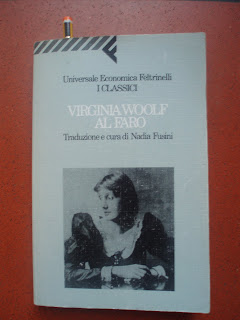 Universale Economica Feltrinelli
I CLASSICI
VIRGINIA WOOLF
AL FARO
Traduzione e cura di Nadia Fusini